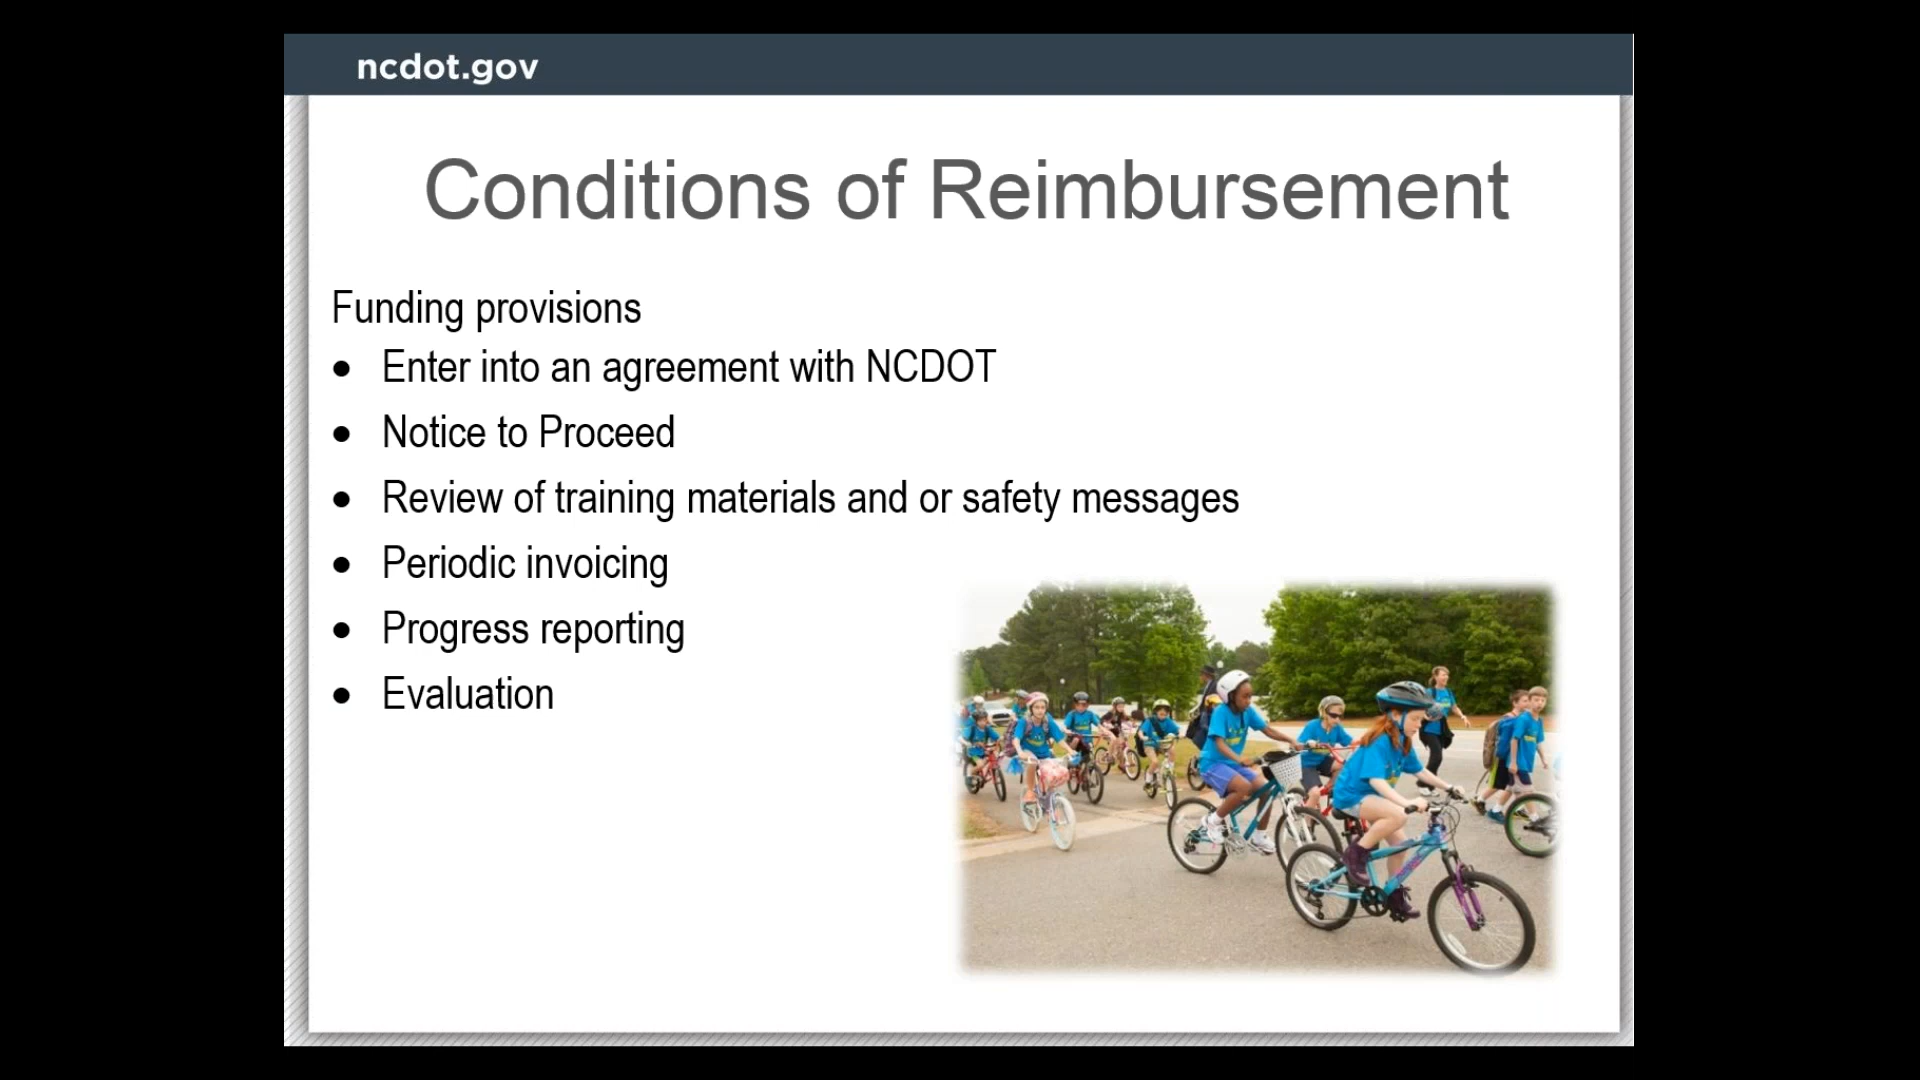 ncdot.gov
Conditions of Reimbursement
Funding provisions
• Enter into an agreement with NCDOT
• Notice to Proceed
• Review of training materials and or safety messages
• Periodic invoicing
• Progress reporting
• Evaluation